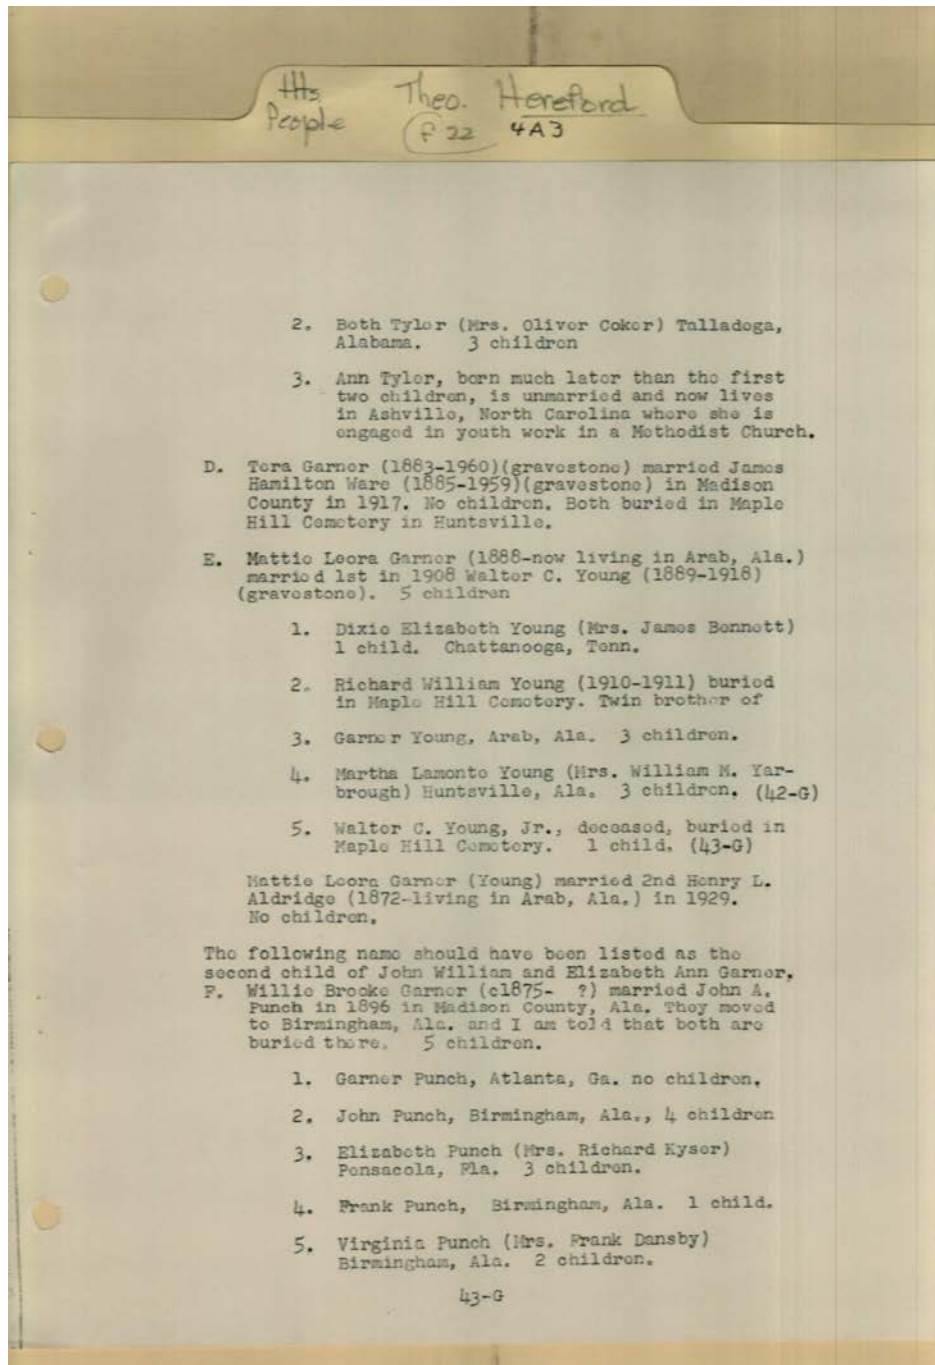 Hts Theo. Hereford
People f 22 4A3
2. Beth Tyler (Mrs. Oliver Coker) Talladega,
Alabama. 3 children
3. Ann Tyler, born much later than the first
two children, is unmarried and now lives
in Ashville, North Carolina where she is
engaged in youth work in a Methodist Church.
D. Tera Garner (1883-1960)(gravestone) married James
Hamilton Ware (1885-1959)(gravestone) in Madison
County in 1917. No children. Both buried in Maple
Hill Cemetery in Huntsville.
E. Mattie Leora Garner (1888-now living in Arab, Ala.)
married 1st in 1908 Walter C. Young (1889-1918)
(gravestone). 5 children
1. Dixie Elizabeth Young (Mrs. James Bennett)
1 child. Chattanooga, Tenn.
2. Richard William Young (1910-1911) buried
in Maple Hill Cemetery. Twin brother of
3. Garner Young, Arab, Ala. 3 children.
4. Martha Lamonte Young (Mrs. William M. Yar-
brough) Huntsville, Ala. 3 children. (42-G)
5. Walter C. Young, Jr., deceased, buried in
Maple Hill Cemetery. 1 child. (43-G)
Mattie Leora Garner (Young) married 2nd Henry L.
Aldridge (1872-living in Arab, Ala.) in 1929.
No children.
The following name should have been listed as the
second child of John William and Elizabeth Ann Garner.
F. Willie Brooke Garner (c1875- ?) married John A.
Punch in 1896 in Madison County, Ala. They moved
to Birmingham, Ala. and I am told that both are
buried there. 5 children.
1. Garner Punch, Atlanta, Ga. no children.
2. John Punch, Birmingham, Ala., 4 children
3. Elizabeth Punch (Mrs. Richard Kyser)
Pensacola, Fla. 3 children.
4. Frank Punch, Birmingham, Ala. 1 child.
5. Virginia Punch (Mrs. Frank Dansby)
Birmingham, Ala. 2 children.
43-G